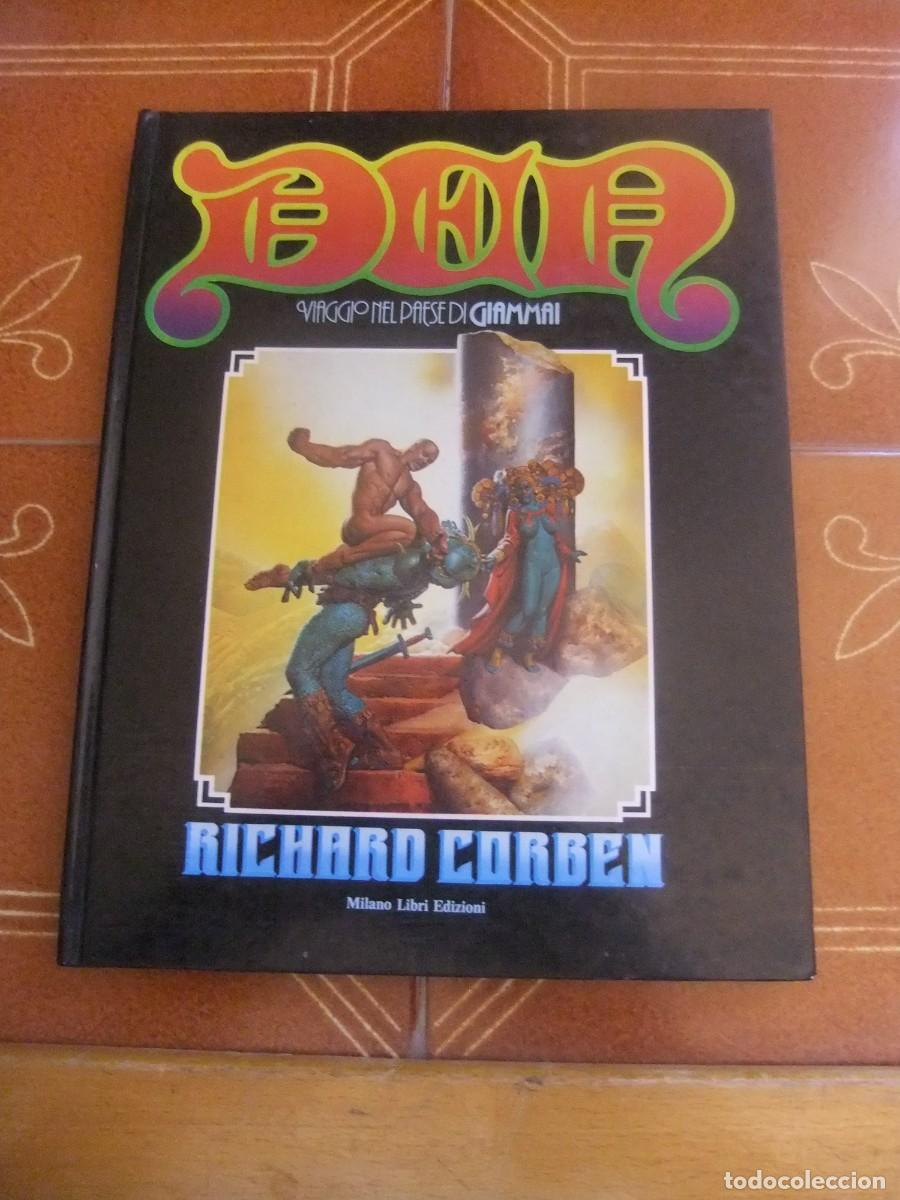 DEN
VIAGGIO NEL PAESE DI GIAMMAI
RICHARD CORBEN
Milano Libri Edizioni
todocoleccion